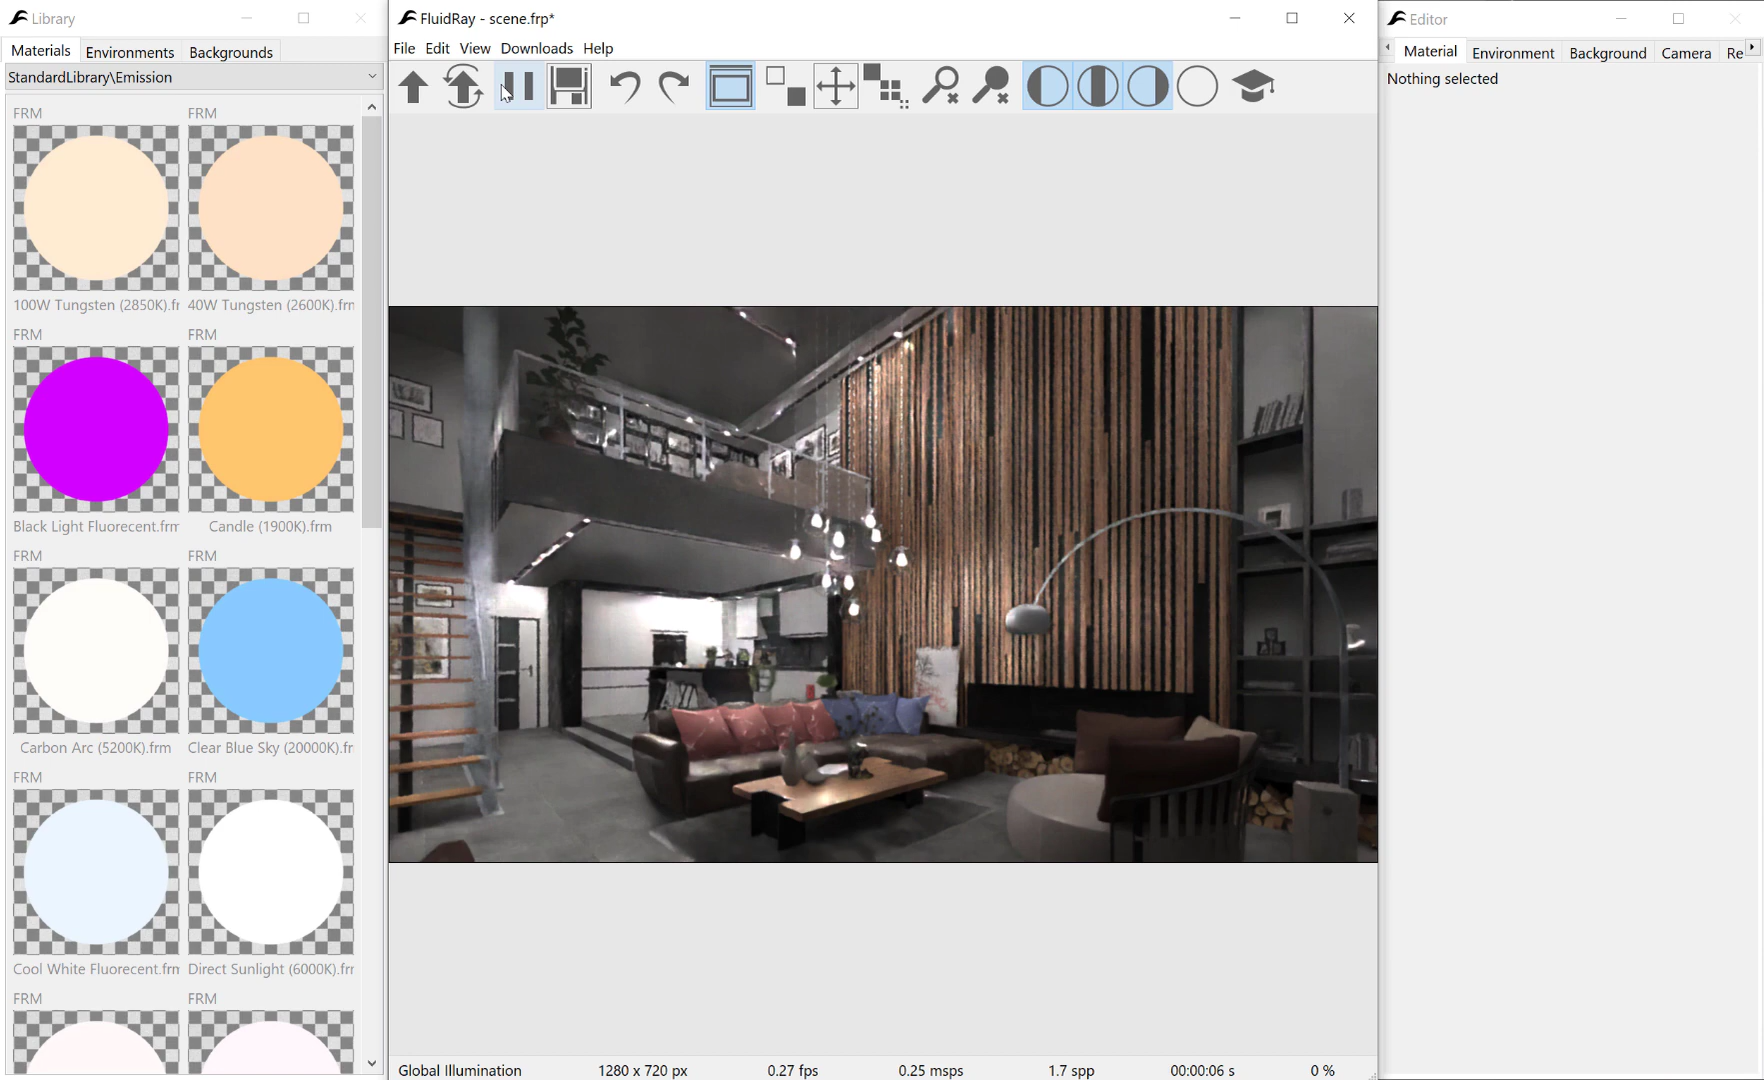 Library
Materials Environments Backgrounds
StandardLibrary\Emission
FRM FRM
100W Tungsten (2850K).fr 40W Tungsten (2600K).frm
FRM FRM
Black Light Fluorecent.frm Candle (1900K).frm
FRM FRM
Carbon Arc (5200K).frm Clear Blue Sky (20000K).fr
FRM FRM
Cool White Fluorecent.frm Direct Sunlight (6000K).frm
FRM FRM
FluidRay - scene.frp*
File Edit View Downloads Help
Global Illumination 1280 x 720 px 0.27 fps 0.25 msps 1.7 spp 00:00:06 s 0 %
Editor
Material Environment Background Camera Re
Nothing selected